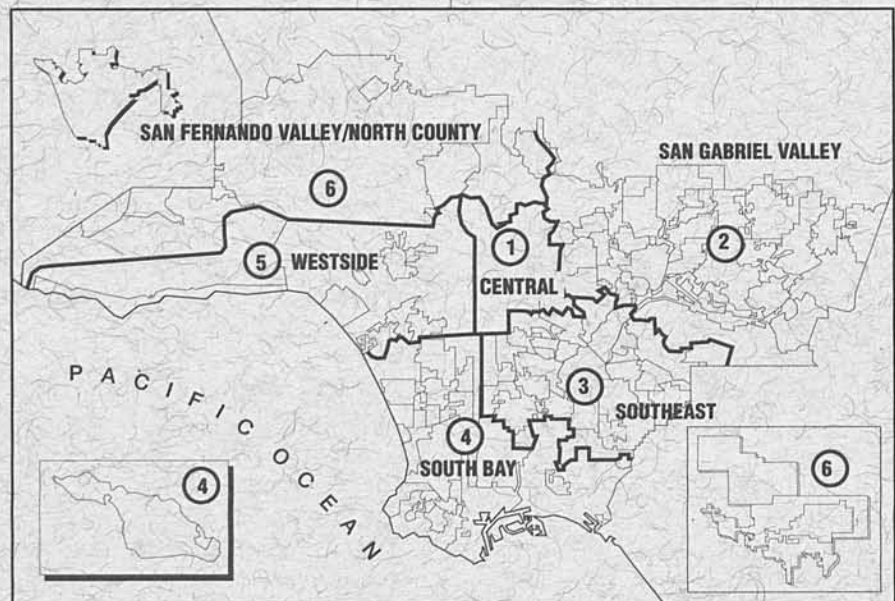 SAN FERNANDO VALLEY/NORTH COUNTY
SAN GABRIEL VALLEY
6
1
2
5 WESTSIDE
CENTRAL
PACIFIC OCEAN
3
SOUTHEAST
4
SOUTH BAY
4
6